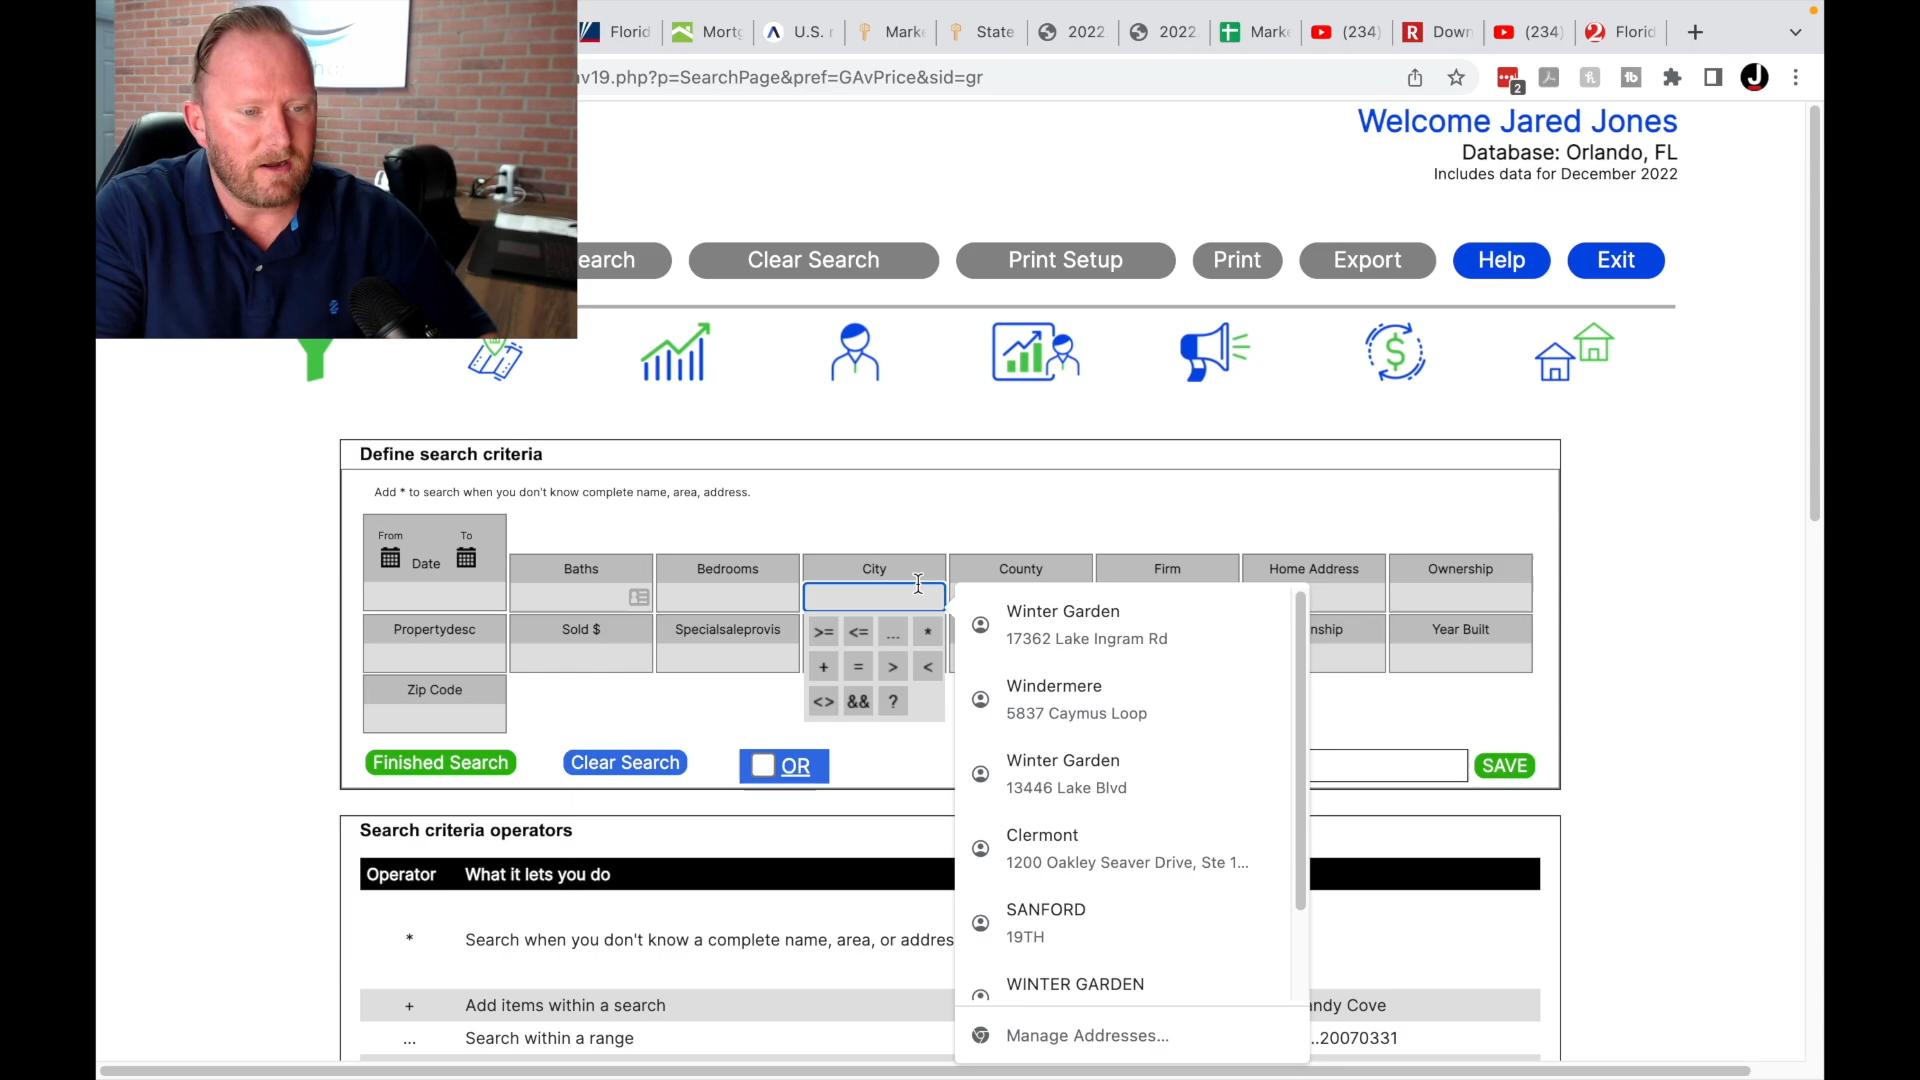 Florid
Mortg
U.S. r
Marke
State
2022
2022
Marke
(234)
Down
(234)
Florid
v19.php?p=SearchPage&pref=GAvPrice&sid=gr
2
Welcome Jared Jones
Database: Orlando, FL
Includes data for December 2022
earch
Clear Search
Print Setup
Print
Export
Help
Exit
Define search criteria
Add * to search when you don't know complete name, area, address.
From
To
Date
Baths
Bedrooms
City
County
Firm
Home Address
Ownership
Propertydesc
Sold $
Specialsaleprovis
nship
Year Built
Zip Code
>= <= ... *
+ = > <
<> && ?
Winter Garden
17362 Lake Ingram Rd
Windermere
5837 Caymus Loop
Winter Garden
13446 Lake Blvd
Clermont
1200 Oakley Seaver Drive, Ste 1...
SANFORD
19TH
WINTER GARDEN
Manage Addresses...
Finished Search
Clear Search
OR
SAVE
Search criteria operators
Operator
What it lets you do
* Search when you don't know a complete name, area, or addres
+ Add items within a search
ndy Cove
... Search within a range
..20070331